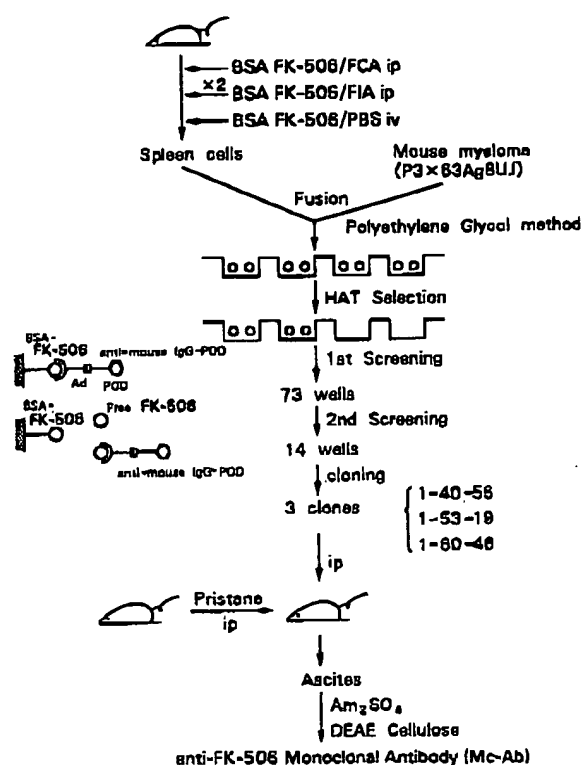 BSA FK-506/FCA ip
×2
BSA FK-506/FIA ip
BSA FK-506/PBS iv
Spleen cells
Mouse myeloma
(P3×63Ag8U.1)
Fusion
Polyethylene Glycol method
HAT Selection
1st Screening
BSA-
FK-506
anti-mouse IgG-POD
Ad
POD
73 wells
2nd Screening
BSA-
FK-506
Free FK-506
anti-mouse IgG-POD
14 wells
cloning
3 clones
1-40-56
1-53-19
1-60-46
ip
Pristane
ip
Ascites
Am₂SO₄
DEAE Cellulose
anti-FK-506 Monoclonal Antibody (Mc-Ab)